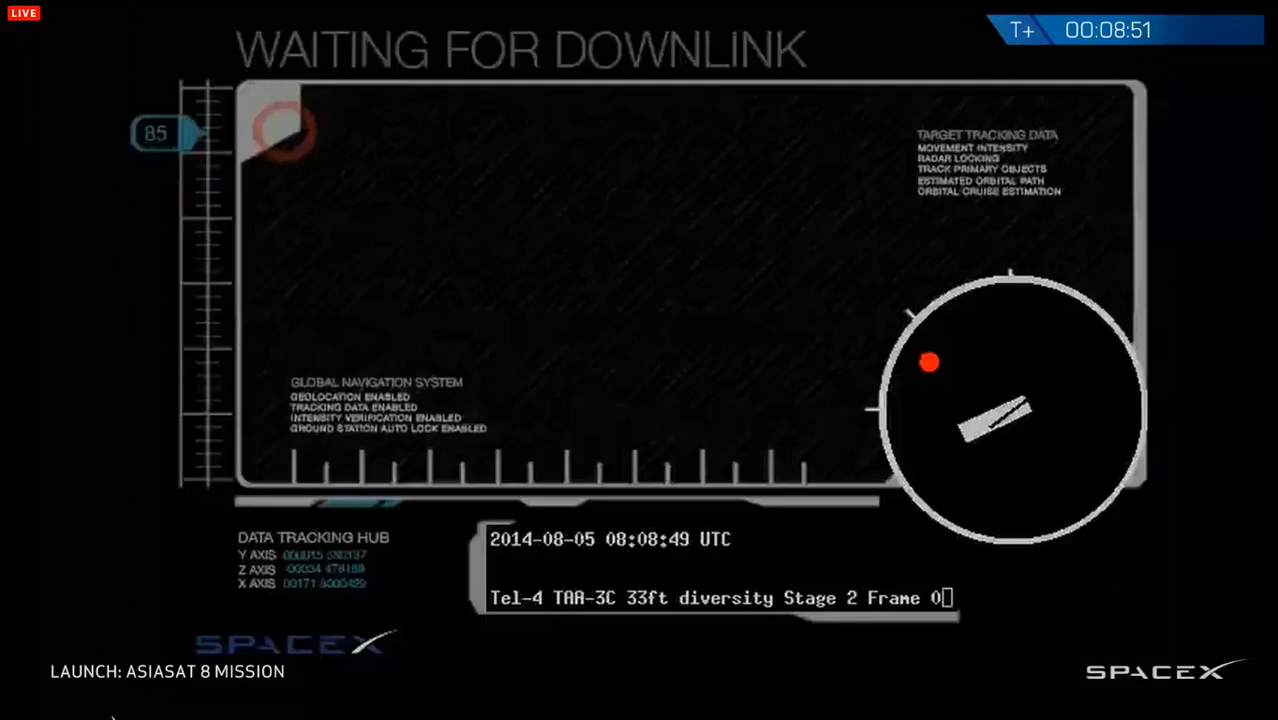 LIVE
T+ 00:08:51
WAITING FOR DOWNLINK
85
TARGET TRACKING DATA
MOVEMENT INTENSITY
RADAR LOCKING
TRACK PRIMARY OBJECTS
ESTIMATED ORBITAL PATH
ORBITAL CRUISE ESTIMATION
GLOBAL NAVIGATION SYSTEM
GEOLOCATION ENABLED
TRACKING DATA ENABLED
INTENSITY VERIFICATION ENABLED
GROUND STATION AUTO LOCK ENABLED
DATA TRACKING HUB
Y AXIS
Z AXIS
X AXIS
2014-08-05 08:08:49 UTC
Tel-4 TAA-3C 33ft diversity Stage 2 Frame 0
SPACEX
LAUNCH: ASIASAT 8 MISSION
SPACEX